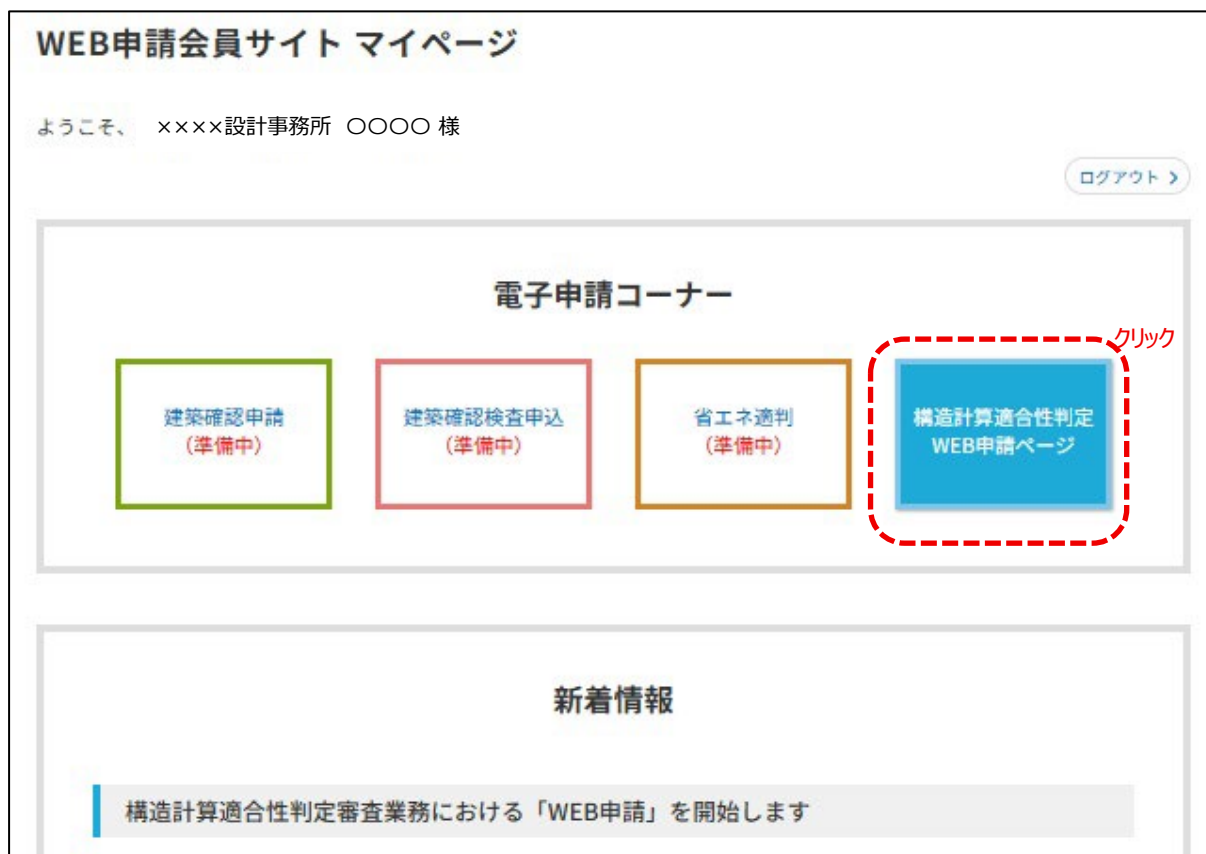 WEB申請会員サイト マイページ
ようこそ、 ××××設計事務所 〇〇〇〇 様
ログアウト >
電子申請コーナー
クリック
建築確認申請
(準備中)
建築確認検査申込
(準備中)
省エネ適判
(準備中)
構造計算適合性判定
WEB申請ページ
新着情報
構造計算適合性判定審査業務における「WEB申請」を開始します